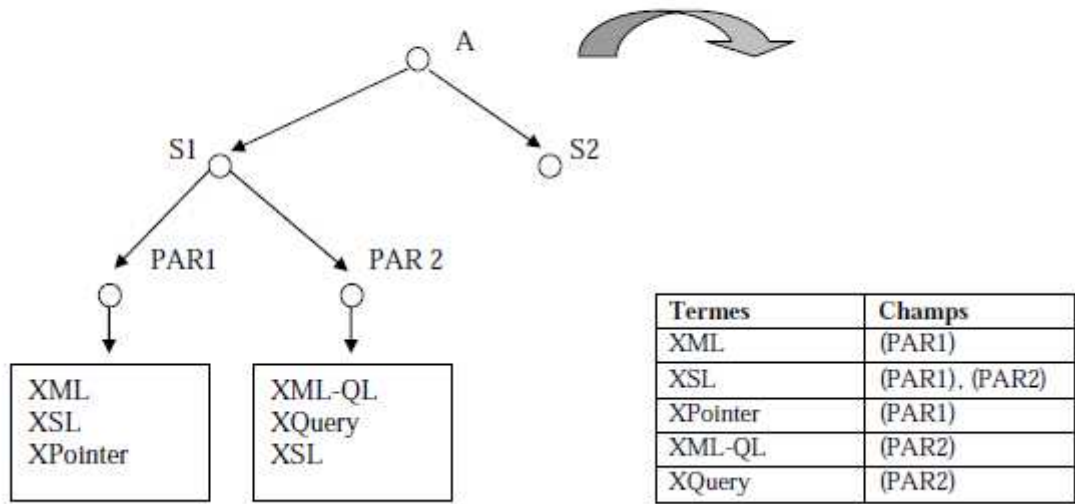 A
S1
S2
PAR1
PAR 2
XML
XSL
XPointer
XML-QL
XQuery
XSL
Termes Champs
XML (PAR1)
XSL (PAR1), (PAR2)
XPointer (PAR1)
XML-QL (PAR2)
XQuery (PAR2)